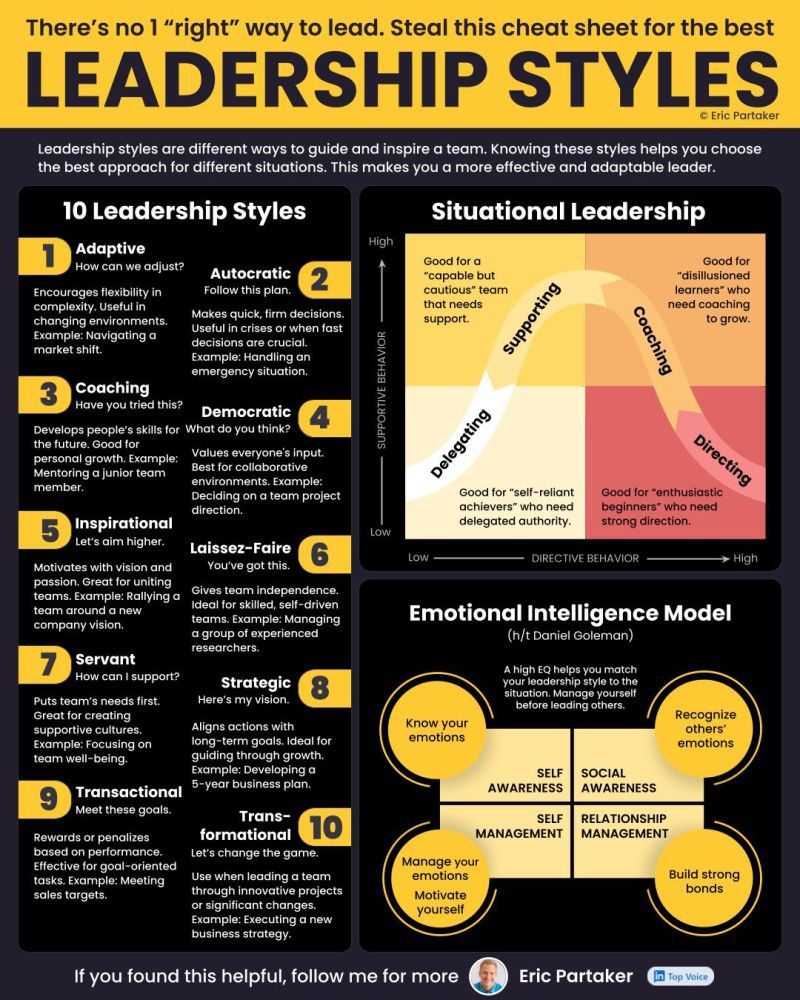 There's no 1 “right” way to lead. Steal this cheat sheet for the best
LEADERSHIP STYLES
© Eric Partaker
Leadership styles are different ways to guide and inspire a team. Knowing these styles helps you choose
the best approach for different situations. This makes you a more effective and adaptable leader.
10 Leadership Styles
1
Adaptive
How can we adjust?
Encourages flexibility in
complexity. Useful in
changing environments.
Example: Navigating a
market shift.
Autocratic
2
Follow this plan.
Makes quick, firm decisions.
Useful in crises or when fast
decisions are crucial.
Example: Handling an
emergency situation.
3
Coaching
Have you tried this?
Develops people's skills for
the future. Good for
personal growth. Example:
Mentoring a junior team
member.
Democratic
4
What do you think?
Values everyone's input.
Best for collaborative
environments. Example:
Deciding on a team project
direction.
5
Inspirational
Let's aim higher.
Motivates with vision and
passion. Great for uniting
teams. Example: Rallying a
team around a new
company vision.
Laissez-Faire
6
You've got this.
Gives team independence.
Ideal for skilled, self-driven
teams. Example: Managing
a group of experienced
researchers.
7
Servant
How can I support?
Puts team's needs first.
Great for creating
supportive cultures.
Example: Focusing on
team well-being.
Strategic
8
Here's my vision.
Aligns actions with
long-term goals. Ideal for
guiding through growth.
Example: Developing a
5-year business plan.
9
Transactional
Meet these goals.
Rewards or penalizes
based on performance.
Effective for goal-oriented
tasks. Example: Meeting
sales targets.
Trans-
formational
10
Let's change the game.
Use when leading a team
through innovative projects
or significant changes.
Example: Executing a new
business strategy.
Situational Leadership
High
SUPPORTIVE BEHAVIOR
Low
Good for a
“capable but
cautious” team
that needs
support.
Good for
“disillusioned
learners” who
need coaching
to grow.
Supporting
Coaching
Delegating
Directing
Good for “self-reliant
achievers” who need
delegated authority.
Good for “enthusiastic
beginners” who need
strong direction.
Low
DIRECTIVE BEHAVIOR
High
Emotional Intelligence Model
(h/t Daniel Goleman)
A high EQ helps you match
your leadership style to the
situation. Manage yourself
before leading others.
Know your
emotions
Recognize
others'
emotions
SELF
AWARENESS
SOCIAL
AWARENESS
SELF
MANAGEMENT
RELATIONSHIP
MANAGEMENT
Manage your
emotions
Motivate
yourself
Build strong
bonds
If you found this helpful, follow me for more
Eric Partaker
in Top Voice